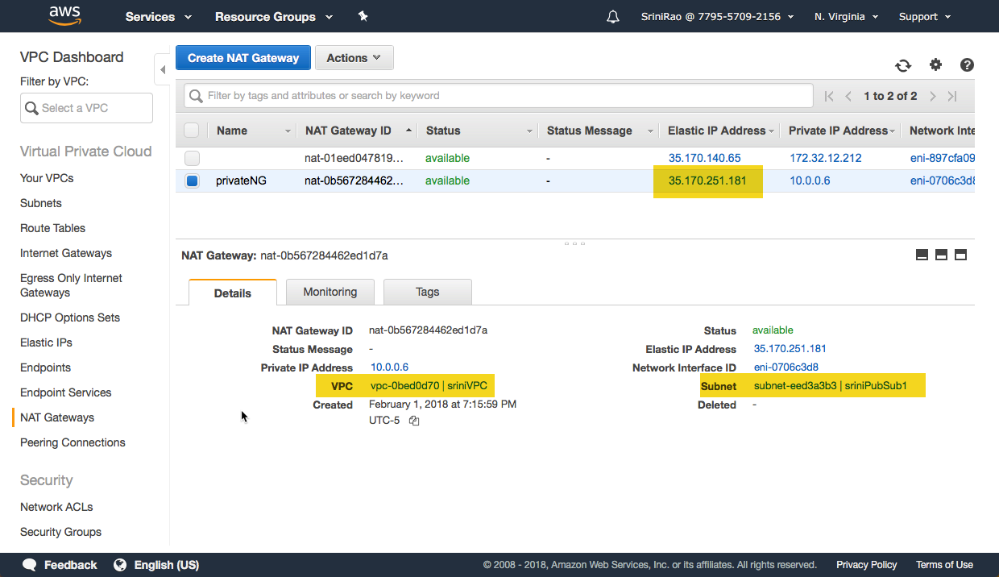 aws Services Resource Groups SriniRao @ 7795-5709-2156 N. Virginia Support
VPC Dashboard
Filter by VPC:
Select a VPC
Virtual Private Cloud
Your VPCs
Subnets
Route Tables
Internet Gateways
Egress Only Internet
Gateways
DHCP Options Sets
Elastic IPs
Endpoints
Endpoint Services
NAT Gateways
Peering Connections
Security
Network ACLs
Security Groups
Create NAT Gateway Actions
Filter by tags and attributes or search by keyword 1 to 2 of 2
Name NAT Gateway ID Status Status Message Elastic IP Address Private IP Address Network Inte
nat-01eed047819... available - 35.170.140.65 172.32.12.212 eni-897cfa09
privateNG nat-0b567284462... available - 35.170.251.181 10.0.0.6 eni-0706c3d8
NAT Gateway: nat-0b567284462ed1d7a
Details Monitoring Tags
NAT Gateway ID nat-0b567284462ed1d7a Status available
Status Message - Elastic IP Address 35.170.251.181
Private IP Address 10.0.0.6 Network Interface ID eni-0706c3d8
VPC vpc-0bed0d70 | sriniVPC Subnet subnet-eed3a3b3 | sriniPubSub1
Created February 1, 2018 at 7:15:59 PM Deleted -
UTC-5
Feedback English (US) © 2008 - 2018, Amazon Web Services, Inc. or its affiliates. All rights reserved. Privacy Policy Terms of Use